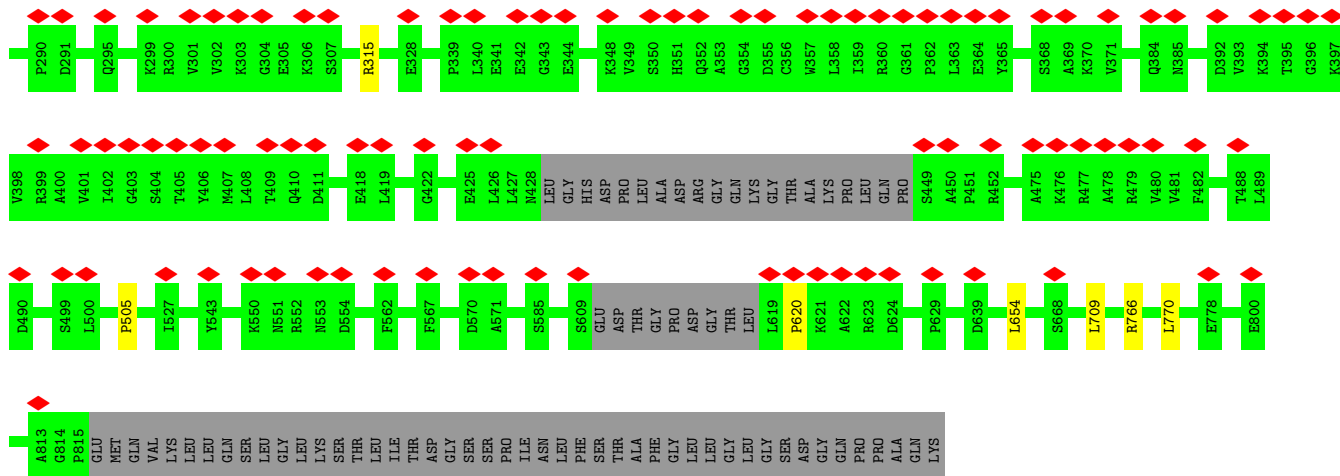 P290 D291 Q295 K299 R300 V301 V302 K303 G304 E305 K306 S307 R315 E328 P339 L340 E341 E342 G343 E344 K348 V349 S350 H351 Q352 A353 G354 D355 C356 W357 L358 I359 R360 G361 P362 L363 E364 Y365 S368 A369 K370 V371 Q384 N385 D392 V393 K394 T395 G396 K397
V398 R399 A400 V401 I402 G403 S404 T405 Y406 M407 L408 T409 Q410 D411 E418 L419 G422 E425 L426 L427 N428 LEU GLY HIS ASP PRO LEU ALA ASP ARG GLY GLN LYS GLY THR ALA LYS PRO LEU GLN PRO S449 A450 P451 R452 A475 K476 R477 A478 R479 V480 V481 F482 T488 L489
D490 S499 L500 P505 I527 Y543 K550 N551 R552 N553 D554 F562 F567 D570 A571 S585 S609 GLU ASP THR GLY PRO ASP GLY THR LEU L619 P620 K621 A622 R623 D624 P629 D639 L654 S668 L709 R766 L770 E778 E800
A813 G814 P815 GLU MET GLN VAL LYS LEU LEU GLN SER LEU GLY LEU LYS SER THR LEU ILE THR ASP GLY SER SER PRO ILE ASN LEU PHE SER THR ALA PHE GLY LEU LEU GLY LEU GLY SER ASP GLY GLN PRO PRO ALA GLN LYS